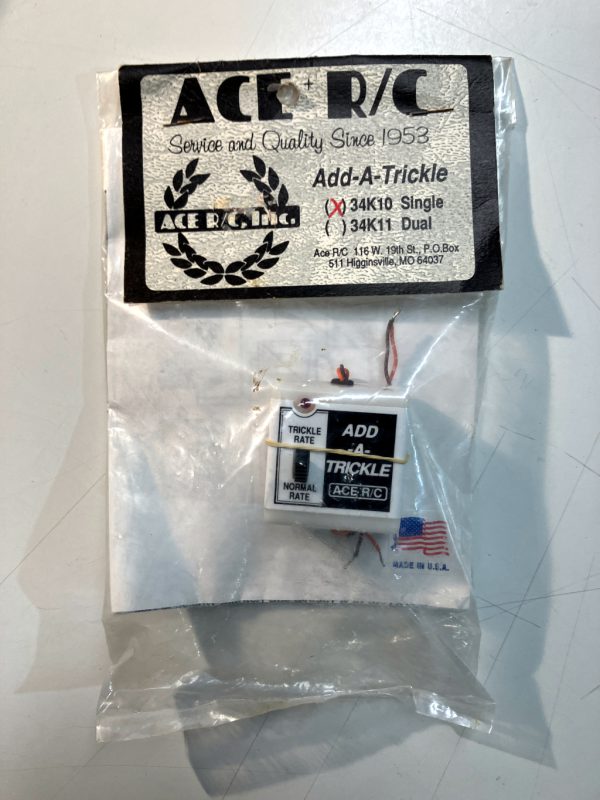 ACE R/C
Service and Quality Since 1953
ACE R/C, INC.
Add-A-Trickle
(X) 34K10 Single
( ) 34K11 Dual
Ace R/C 116 W. 19th St., P.O.Box
511 Higginsville, MO 64037
TRICKLE
RATE
NORMAL
RATE
ADD
-A-
TRICKLE
ACE R/C
MADE IN U.S.A.